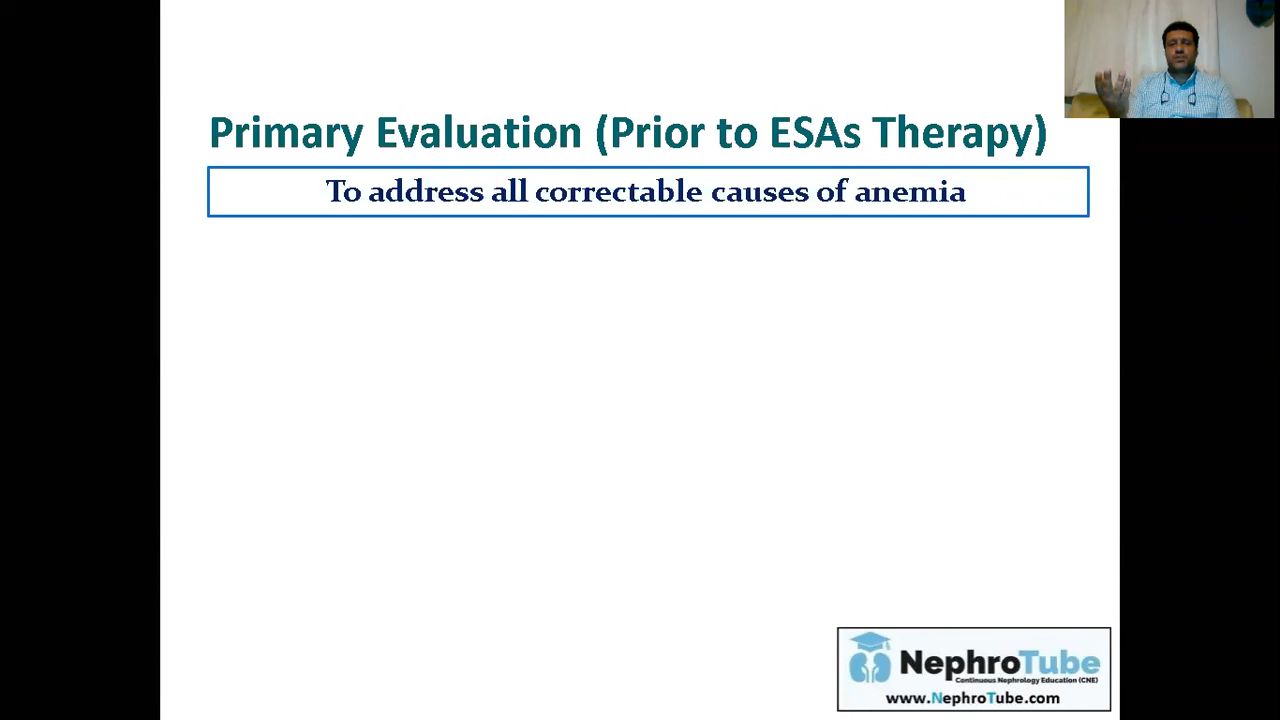 Primary Evaluation (Prior to ESAs Therapy)
To address all correctable causes of anemia
NephroTube
Continuous Nephrology Education (CNE)
www.NephroTube.com